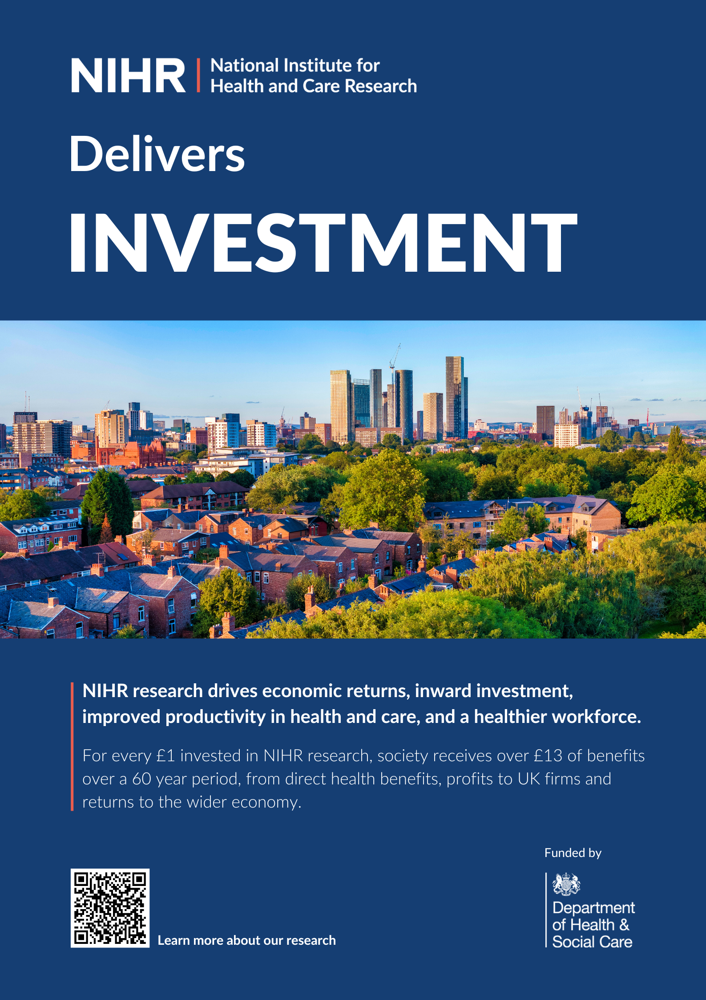 NIHR | National Institute for
Health and Care Research
Delivers
INVESTMENT
NIHR research drives economic returns, inward investment,
improved productivity in health and care, and a healthier workforce.
For every £1 invested in NIHR research, society receives over £13 of benefits
over a 60 year period, from direct health benefits, profits to UK firms and
returns to the wider economy.
Learn more about our research
Funded by
Department
of Health &
Social Care